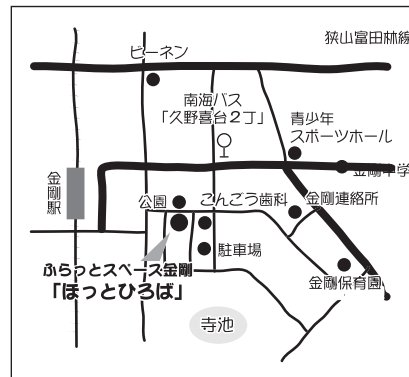 狭山富田林線
ピーネン
南海バス
「久野喜台2丁」
青少年
スポーツホール
金剛中学
金剛駅
公園
こんごう歯科
金剛連絡所
駐車場
ふらっとスペース金剛
「ほっとひろば」
金剛保育園
寺池